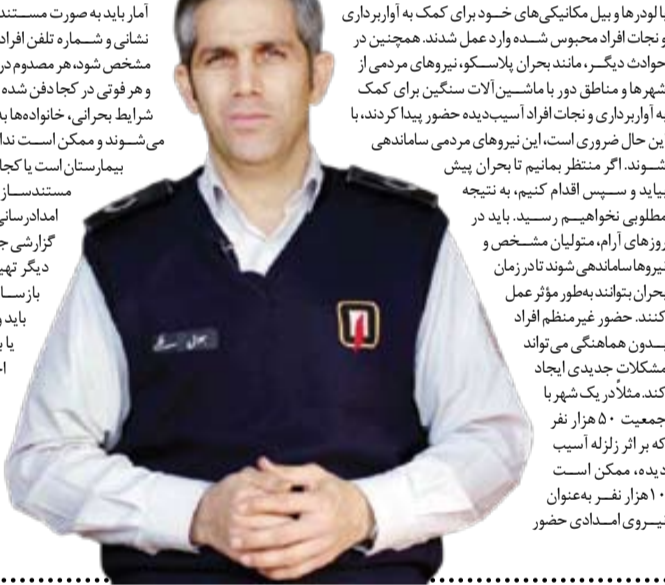 با لودرها و بیل مکانیکی‌های خود برای کمک به آواربرداری
و نجات افراد محبوس شده وارد عمل شدند. همچنین در
حوادث دیگر، مانند بحران پلاسکو، نیروهای مردمی از
شهرها و مناطق دور با ماشین‌آلات سنگین برای کمک
به آواربرداری و نجات افراد آسیب‌دیده حضور پیدا کردند، با
این حال ضروری است، این نیروهای مردمی ساماندهی
شوند. اگر منتظر بمانیم تا بحران پیش
بیاید و سپس اقدام کنیم، به نتیجه
مطلوبی نخواهیم رسید. باید در
روزهای آرام، متولیان مشخص و
نیروها ساماندهی شوند تا در زمان
بحران بتوانند به‌طور مؤثر عمل
کنند. حضور غیر منظم افراد
بدون هماهنگی می‌تواند
مشکلات جدیدی ایجاد
کند. مثلاً در یک شهر با
جمعیت ۵۰ هزار نفر
که بر اثر زلزله آسیب
دیده، ممکن است
۱۰ هزار نفر به‌عنوان
نیروی امدادی حضور
آمار باید به صورت مستند
نشانی و شماره تلفن افراد
مشخص شود، هر مصدوم در
و هر فوتی در کجا دفن شده
شرایط بحرانی، خانواده‌ها به
می‌شوند و ممکن است ندا
بیمارستان است یا کجا
مستندساز
امدادرسانی
گزارشی ج
دیگر تهی
بازسا
باید و
یا ب